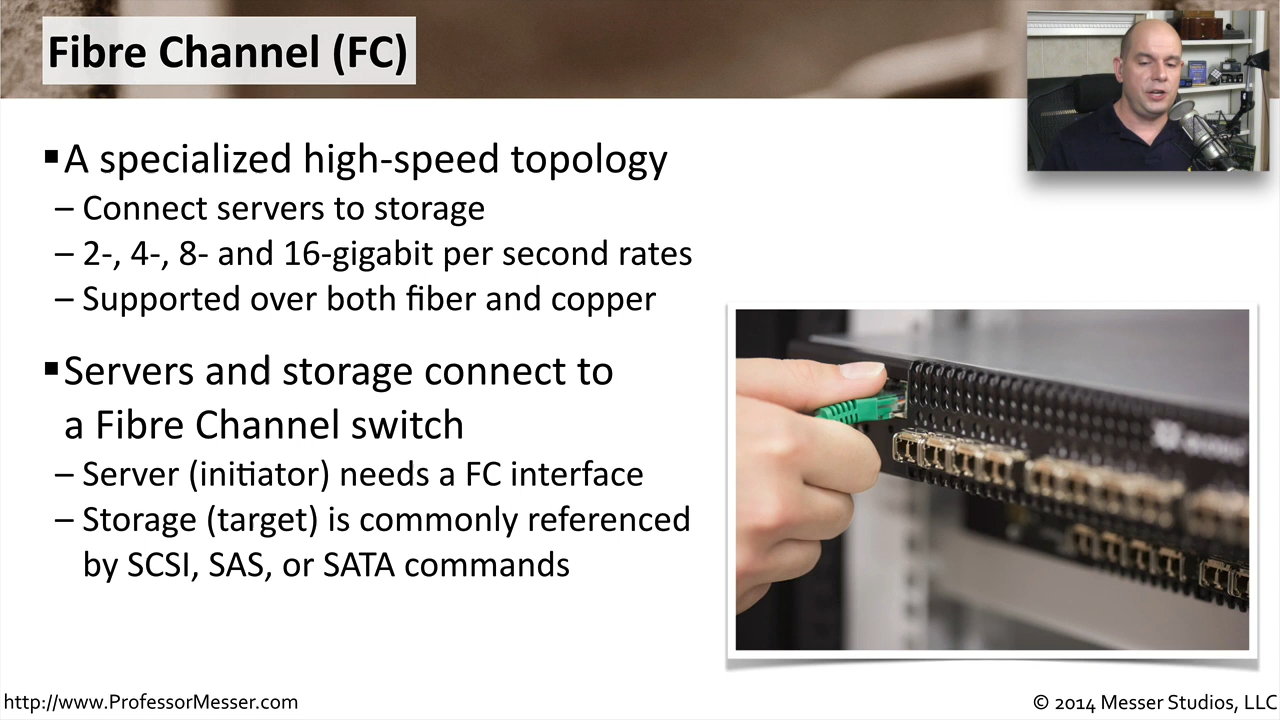 Fibre Channel (FC)
▪A specialized high-speed topology
– Connect servers to storage
– 2-, 4-, 8- and 16-gigabit per second rates
– Supported over both fiber and copper
▪Servers and storage connect to
a Fibre Channel switch
– Server (initiator) needs a FC interface
– Storage (target) is commonly referenced
by SCSI, SAS, or SATA commands
http://www.ProfessorMesser.com
© 2014 Messer Studios, LLC